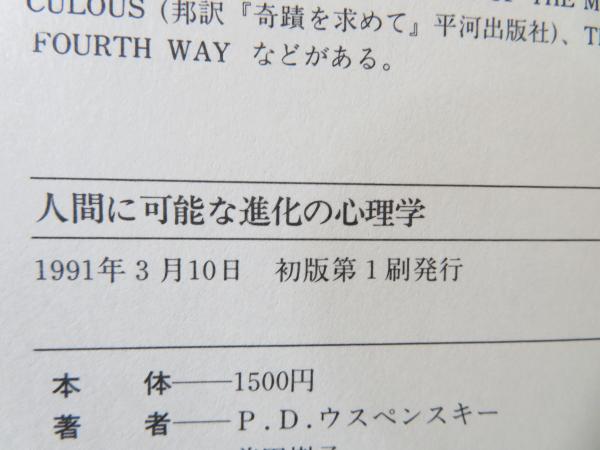 CULOUS (邦訳『奇蹟を求めて』平河出版社)、
FOURTH WAY などがある。
人間に可能な進化の心理学
1991年3月10日 初版第1刷発行
本 体──1500円
著 者──P.D.ウスペンスキー